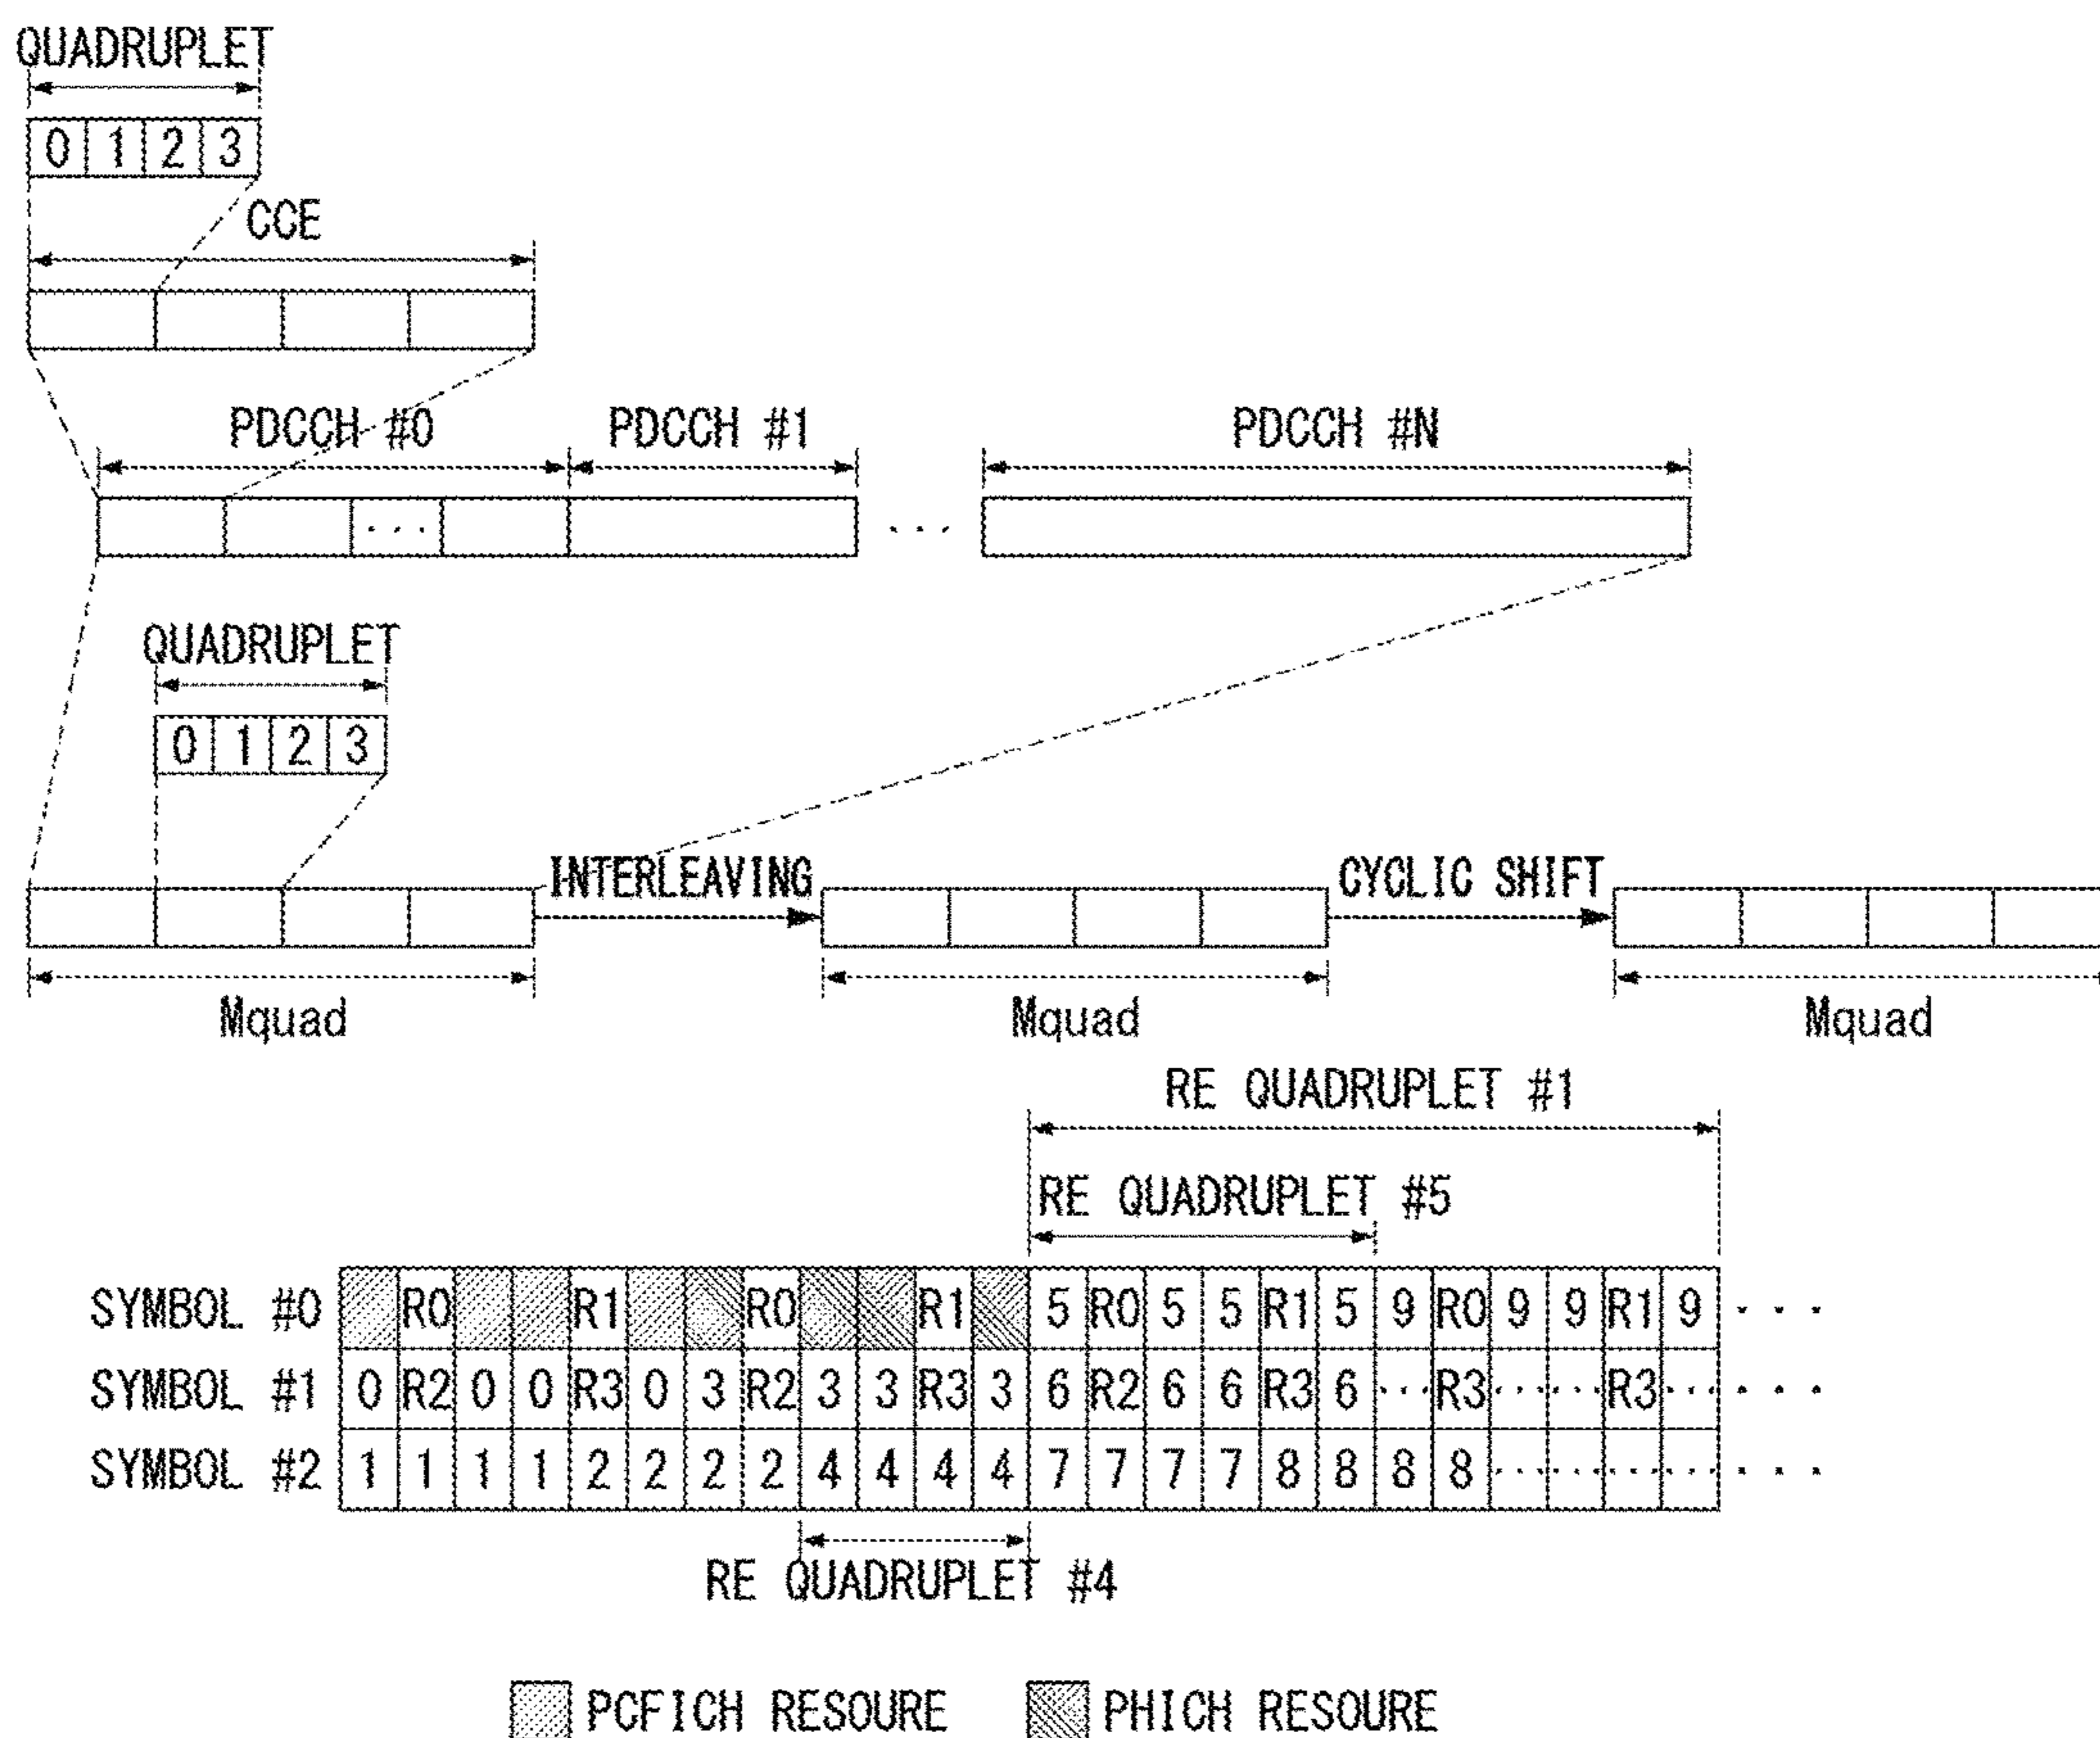 QUADRUPLET
0 1 2 3
CCE
PDCCH #0 PDCCH #1 PDCCH #N
... ...
QUADRUPLET
0 1 2 3
INTERLEAVING CYCLIC SHIFT
Mquad Mquad Mquad
RE QUADRUPLET #1
RE QUADRUPLET #5
SYMBOL #0 R0 R1 R0 R1 5 R0 5 5 R1 5 9 R0 9 9 R1 9 ...
SYMBOL #1 0 R2 0 0 R3 0 3 R2 3 3 R3 3 6 R2 6 6 R3 6 ... R3 ... ... R3 ... ...
SYMBOL #2 1 1 1 1 2 2 2 2 4 4 4 4 7 7 7 7 8 8 8 8 ... ...
RE QUADRUPLET #4
PCFICH RESOURE PHICH RESOURE